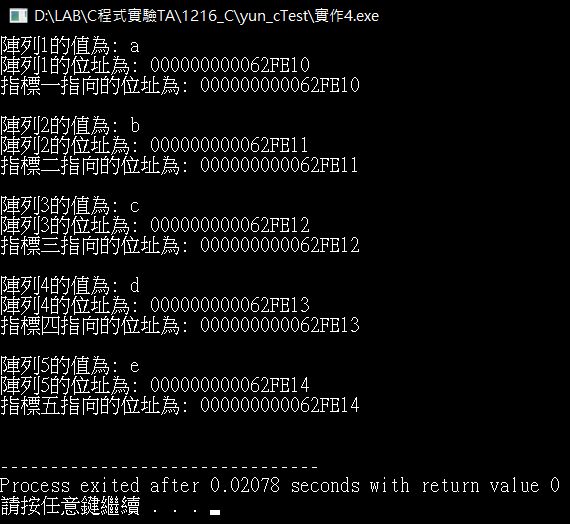 D:\LAB\C程式實驗TA\1216_C\yun_cTest\實作4.exe
陣列1的值為: a
陣列1的位址為: 000000000062FE10
指標一指向的位址為: 000000000062FE10
陣列2的值為: b
陣列2的位址為: 000000000062FE11
指標二指向的位址為: 000000000062FE11
陣列3的值為: c
陣列3的位址為: 000000000062FE12
指標三指向的位址為: 000000000062FE12
陣列4的值為: d
陣列4的位址為: 000000000062FE13
指標四指向的位址為: 000000000062FE13
陣列5的值為: e
陣列5的位址為: 000000000062FE14
指標五指向的位址為: 000000000062FE14
--------------------------------
Process exited after 0.02078 seconds with return value 0
請按任意鍵繼續 . . .